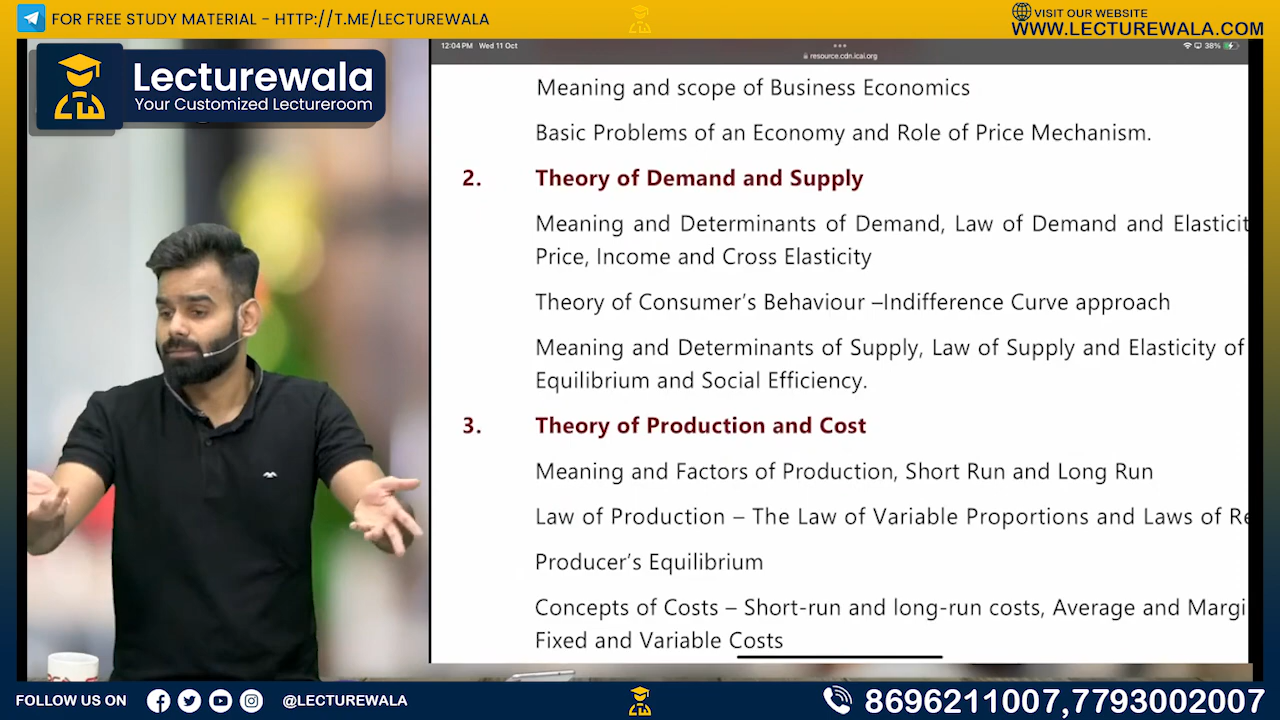 FOR FREE STUDY MATERIAL - HTTP://T.ME/LECTUREWALA
VISIT OUR WEBSITE
WWW.LECTUREWALA.COM
Lecturewala
Your Customized Lectureroom
12:04 PM Wed 11 Oct
resource.cdn.icai.org
38%
Meaning and scope of Business Economics
Basic Problems of an Economy and Role of Price Mechanism.
2. Theory of Demand and Supply
Meaning and Determinants of Demand, Law of Demand and Elasticit
Price, Income and Cross Elasticity
Theory of Consumer’s Behaviour –Indifference Curve approach
Meaning and Determinants of Supply, Law of Supply and Elasticity of
Equilibrium and Social Efficiency.
3. Theory of Production and Cost
Meaning and Factors of Production, Short Run and Long Run
Law of Production – The Law of Variable Proportions and Laws of Re
Producer’s Equilibrium
Concepts of Costs – Short-run and long-run costs, Average and Margi
Fixed and Variable Costs
FOLLOW US ON
@LECTUREWALA
8696211007,7793002007